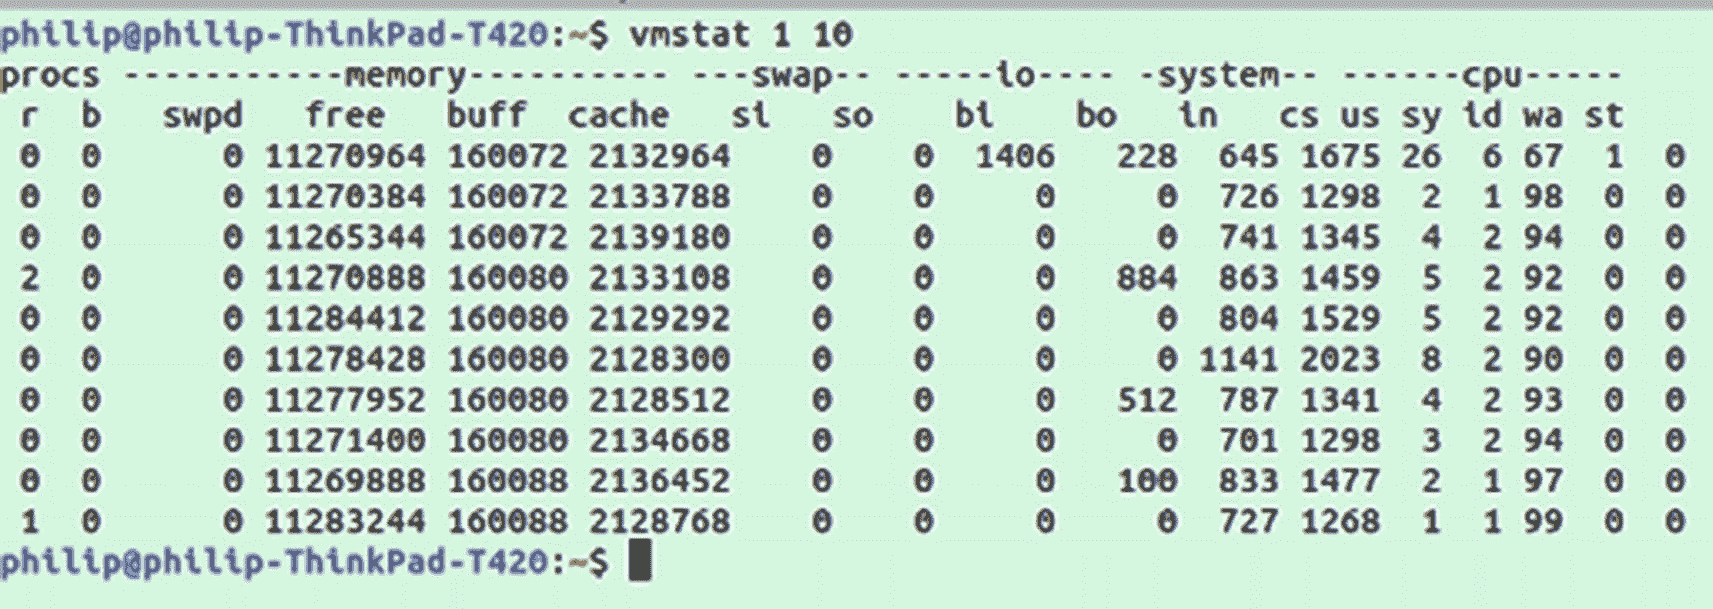 philip@philip-ThinkPad-T420:~$ vmstat 1 10
procs -----------memory---------- ---swap-- -----io---- -system-- ------cpu-----
 r  b   swpd   free   buff  cache   si   so    bi    bo   in   cs us sy id wa st
 0  0      0 11270964 160072 2132964    0    0  1406   228  645 1675 26  6 67  1  0
 0  0      0 11270384 160072 2133788    0    0     0     0  726 1298  2  1 98  0  0
 0  0      0 11265344 160072 2139180    0    0     0     0  741 1345  4  2 94  0  0
 2  0      0 11270888 160080 2133108    0    0     0   884  863 1459  5  2 92  0  0
 0  0      0 11284412 160080 2129292    0    0     0     0  804 1529  5  2 92  0  0
 0  0      0 11278428 160080 2128300    0    0     0     0 1141 2023  8  2 90  0  0
 0  0      0 11277952 160080 2128512    0    0     0   512  787 1341  4  2 93  0  0
 0  0      0 11271400 160080 2134668    0    0     0     0  701 1298  3  2 94  0  0
 0  0      0 11269888 160088 2136452    0    0     0   100  833 1477  2  1 97  0  0
 1  0      0 11283244 160088 2128768    0    0     0     0  727 1268  1  1 99  0  0
philip@philip-ThinkPad-T420:~$